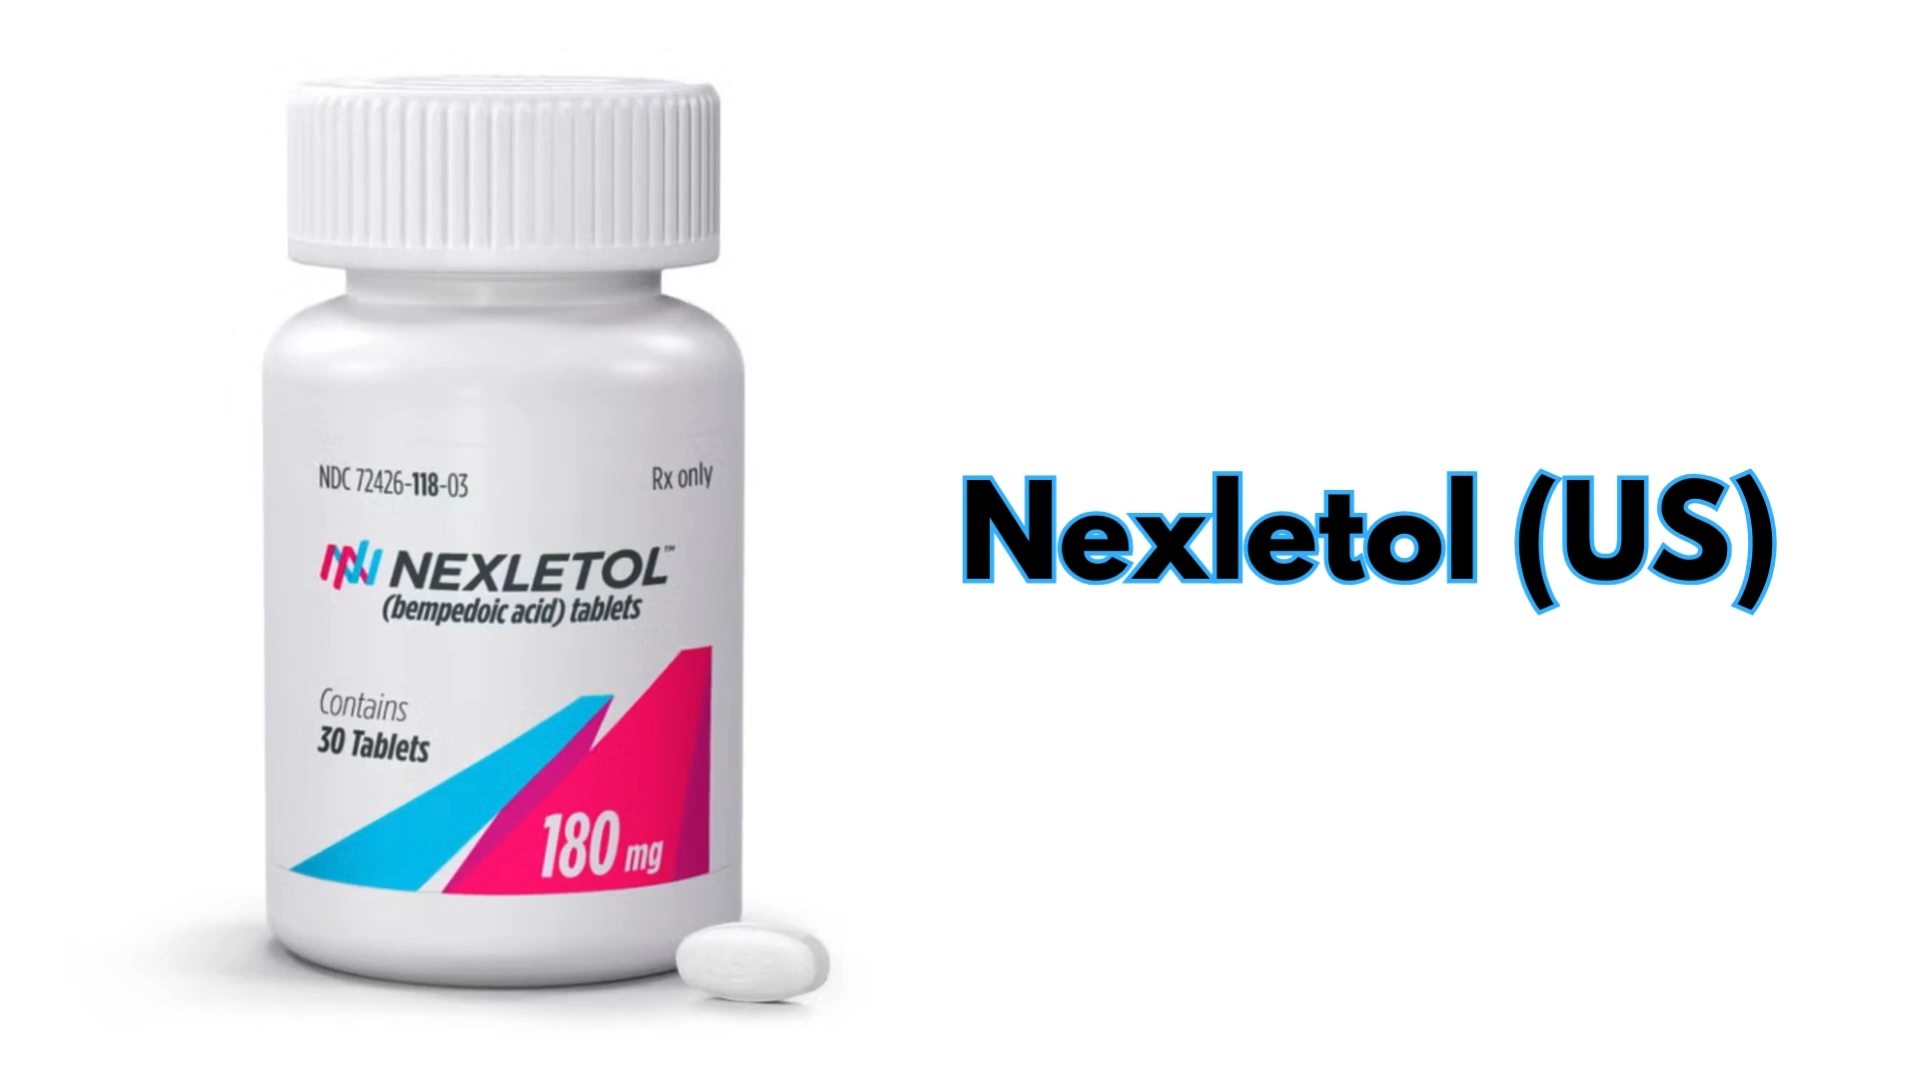 NDC 72426-118-03 Rx only
NEXLETOL™
(bempedoic acid) tablets
Contains
30 Tablets
180 mg
Nexletol (US)